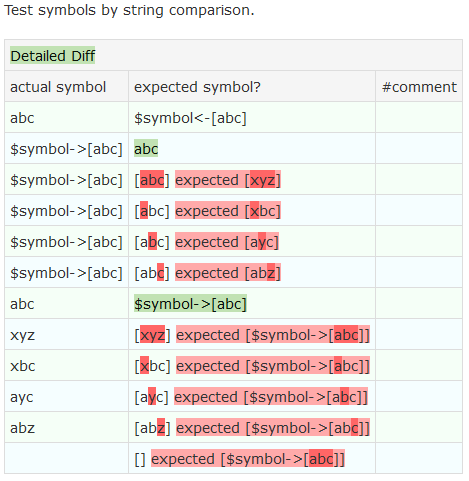 Test symbols by string comparison.
Detailed Diff
actual symbol expected symbol? #comment
abc $symbol<-[abc]
$symbol->[abc] abc
$symbol->[abc] [abc] expected [xyz]
$symbol->[abc] [abc] expected [xbc]
$symbol->[abc] [abc] expected [ayc]
$symbol->[abc] [abc] expected [abz]
abc $symbol->[abc]
xyz [xyz] expected [$symbol->[abc]]
xbc [xbc] expected [$symbol->[abc]]
ayc [ayc] expected [$symbol->[abc]]
abz [abz] expected [$symbol->[abc]]
[] expected [$symbol->[abc]]